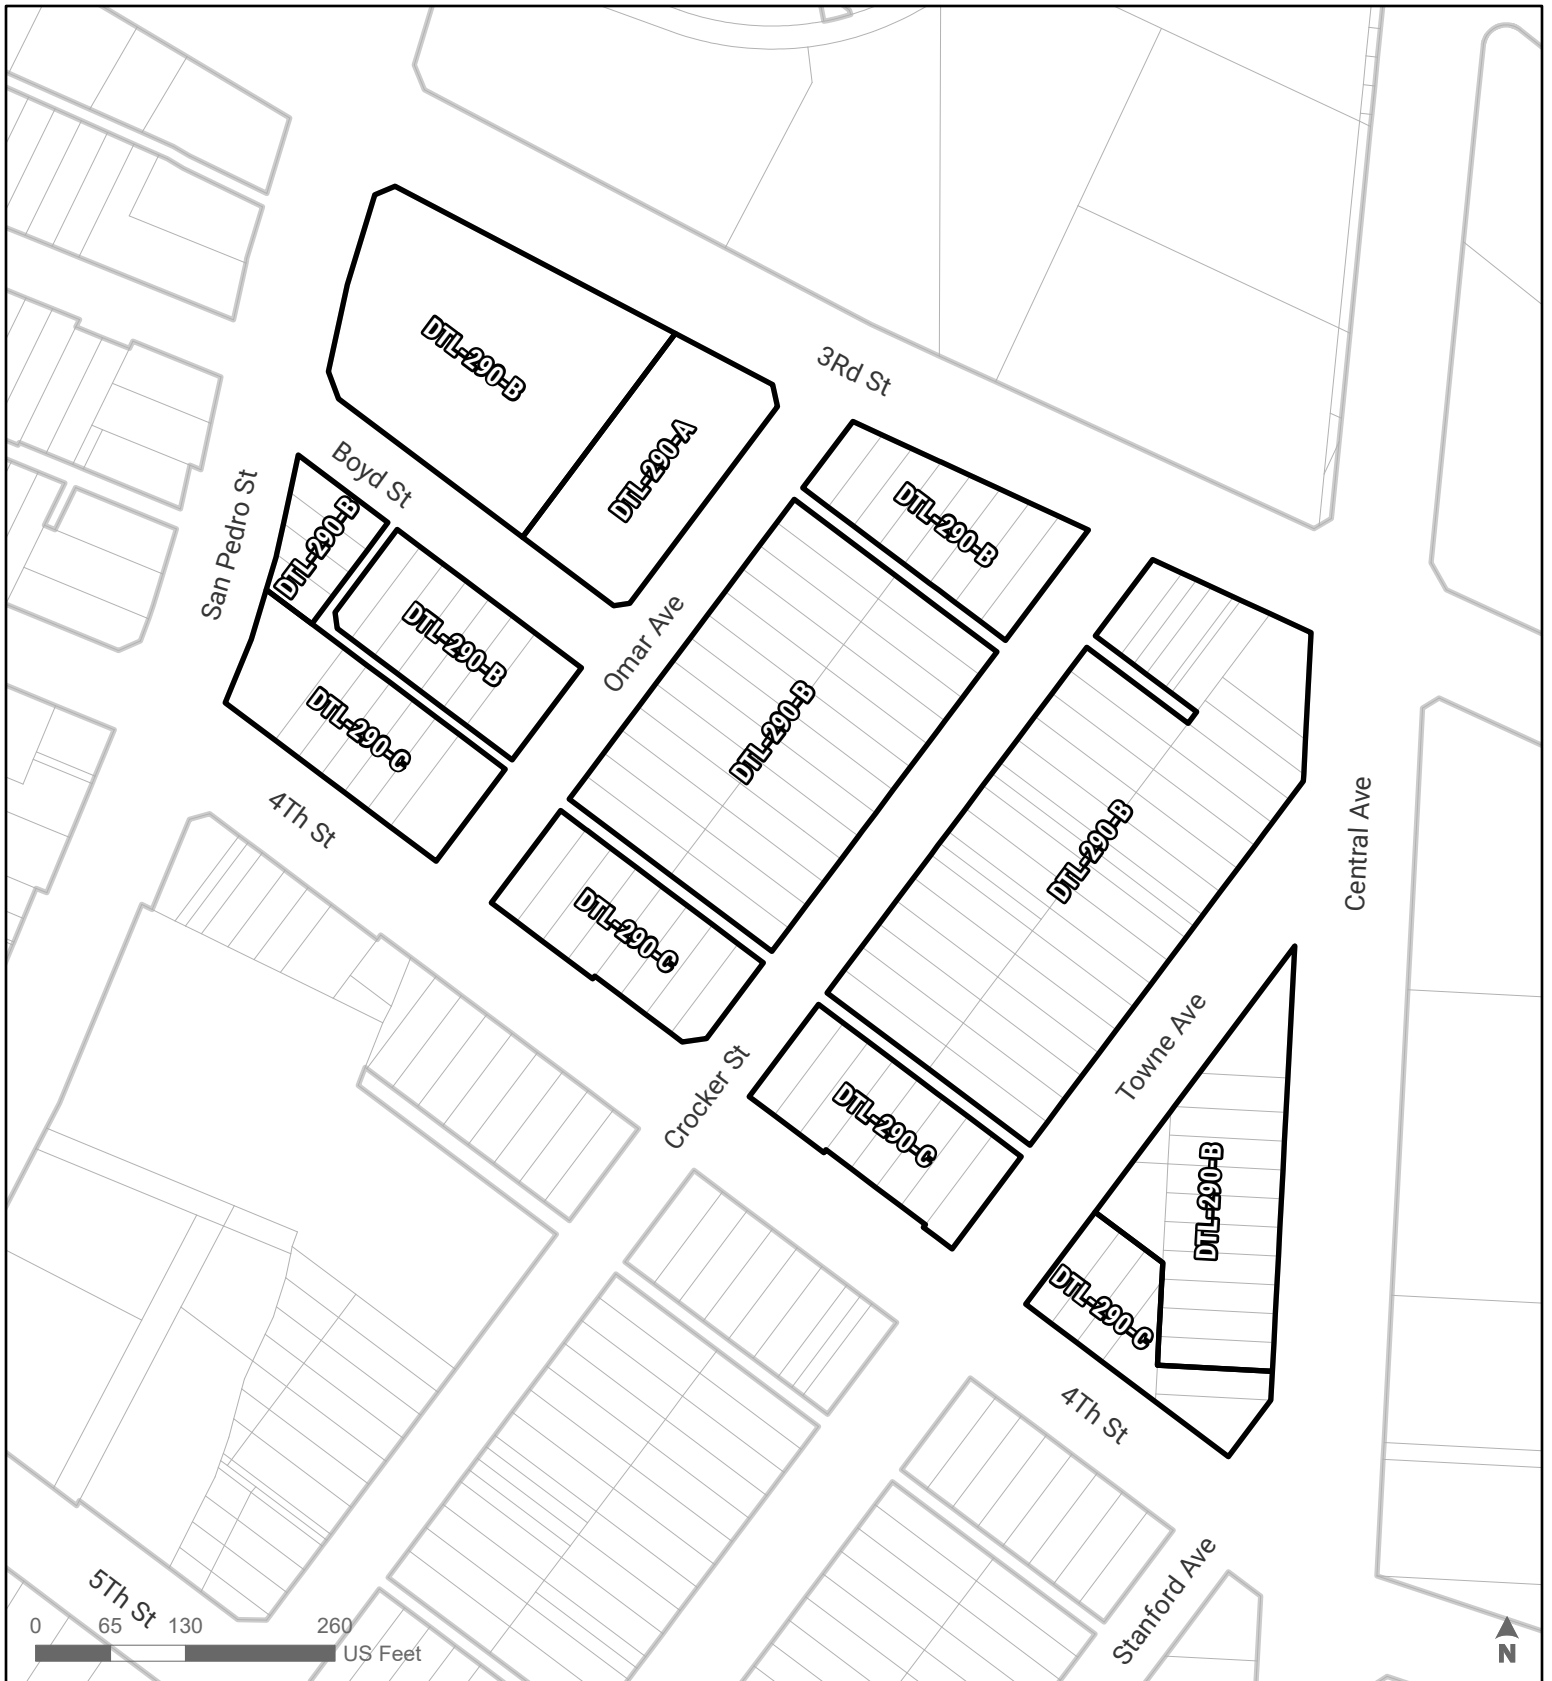 DTL-290-B
3Rd St
DTL-290-A
Boyd St
DTL-290-B
San Pedro St
DTL-290-B
DTL-290-B
Omar Ave
DTL-290-C
DTL-290-B
4Th St
DTL-290-B
Central Ave
DTL-290-C
Towne Ave
Crocker St
DTL-290-C
DTL-290-B
DTL-290-C
4Th St
Stanford Ave
5Th St
0 65 130 260
US Feet
N